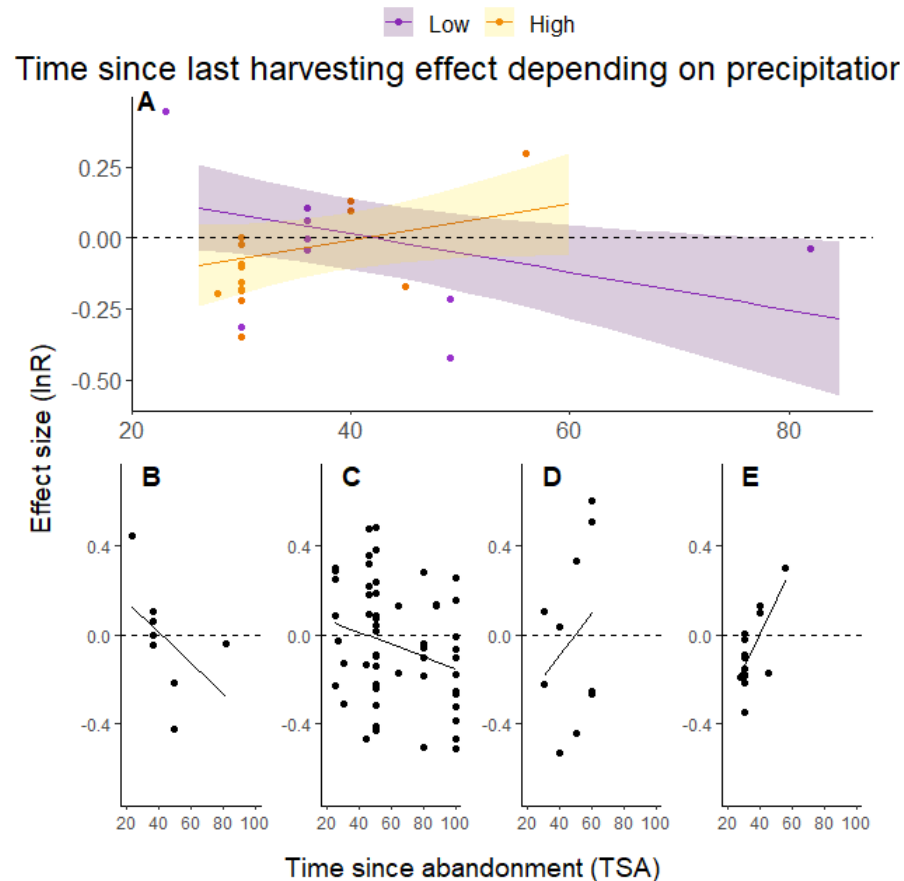 Low High
Time since last harvesting effect depending on precipitation
A
0.25
0.00
-0.25
-0.50
20 40 60 80
Effect size (lnR)
B C D E
0.4 0.4 0.4 0.4
0.0 0.0 0.0 0.0
-0.4 -0.4 -0.4 -0.4
20 40 60 80 100 20 40 60 80 100 20 40 60 80 100 20 40 60 80 100
Time since abandonment (TSA)